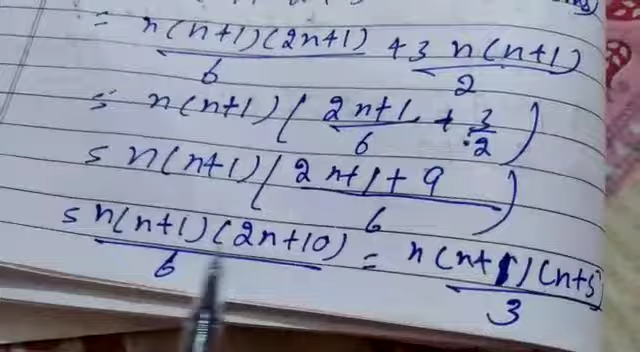 = n(n+1)(2n+1)/6 + 3 n(n+1)/2
= n(n+1) ( 2n+1/6 + 3/2 )
= n(n+1) ( 2n+1+9/6 )
= n(n+1)(2n+10)/6 = n(n+1)(n+5)/3